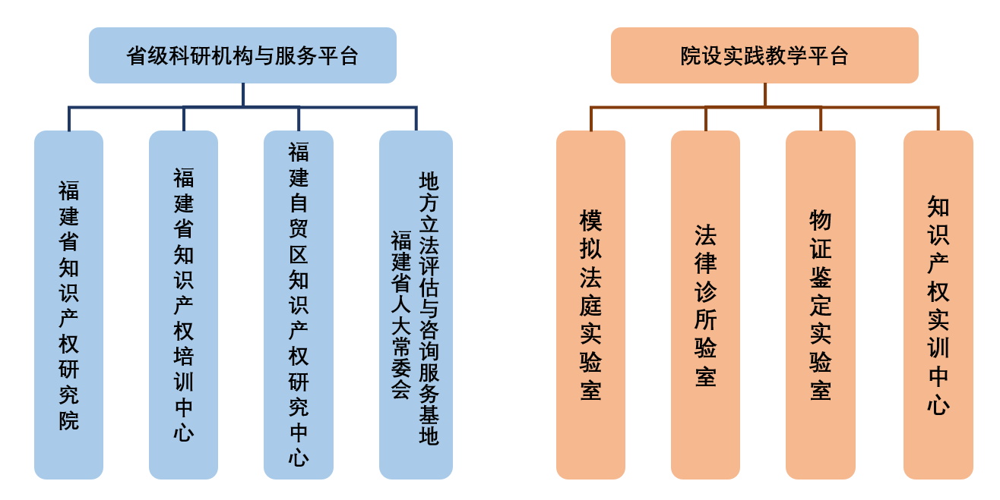 省级科研机构与服务平台
福建省知识产权研究院
福建省知识产权培训中心
福建自贸区知识产权研究中心
福建省人大常委会
地方立法评估与咨询服务基地
院设实践教学平台
模拟法庭实验室
法律诊所验室
物证鉴定实验室
知识产权实训中心